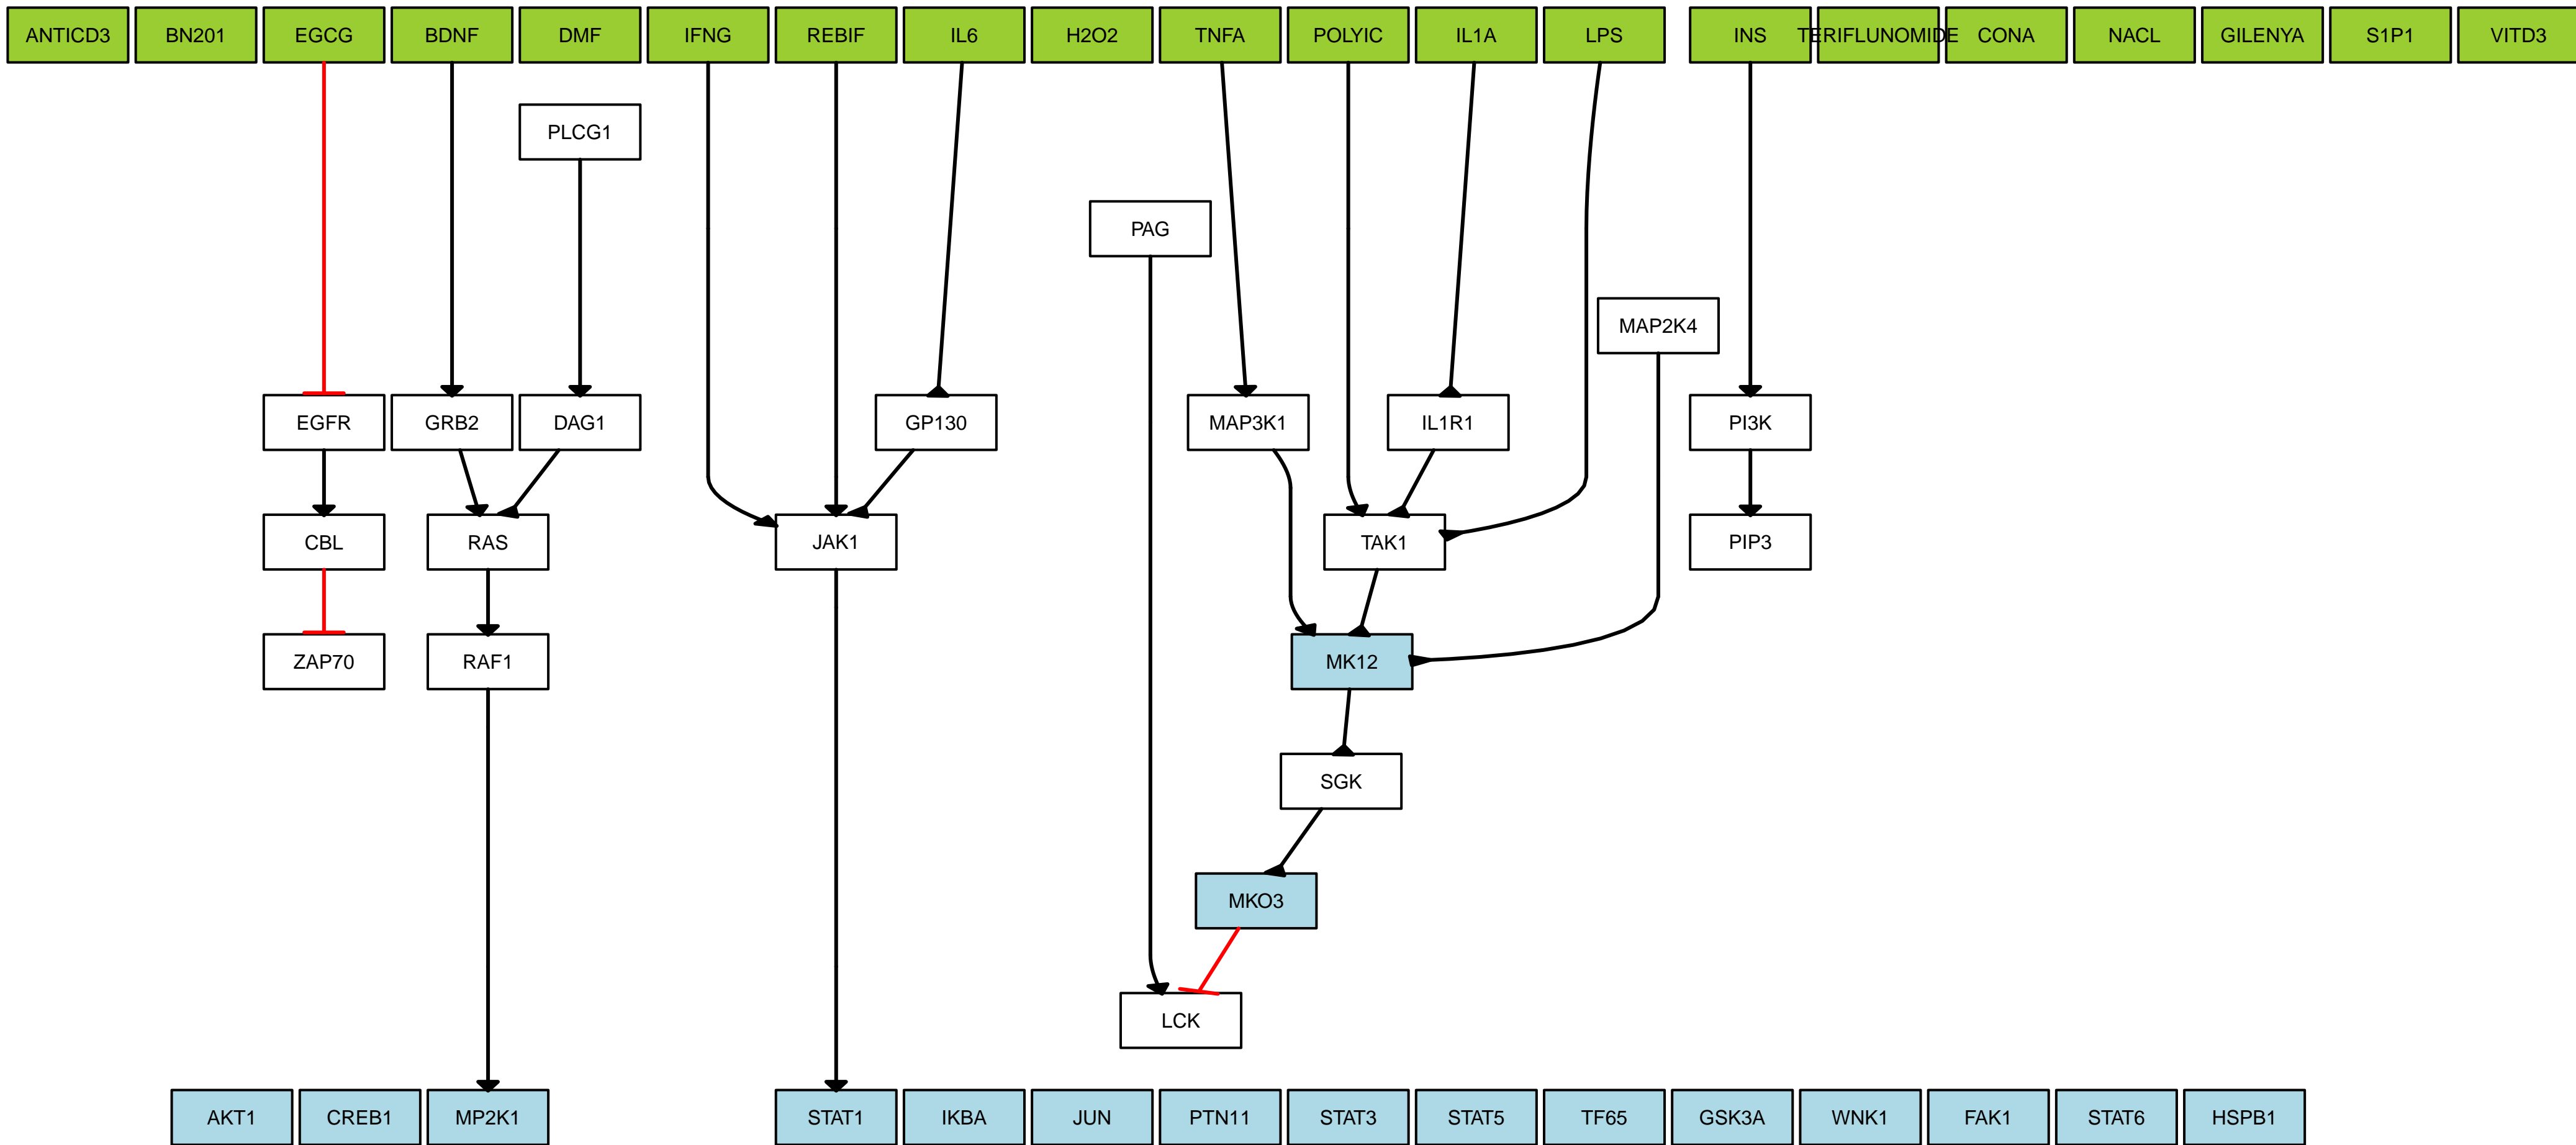 ANTICD3
BN201
EGCG
BDNF
DMF
IFNG
REBIF
IL6
H2O2
TNFA
POLYIC
IL1A
LPS
INS
TERIFLUNOMIDE
CONA
NACL
GILENYA
S1P1
VITD3
PLCG1
PAG
MAP2K4
EGFR
GRB2
DAG1
GP130
MAP3K1
IL1R1
PI3K
CBL
RAS
JAK1
TAK1
PIP3
ZAP70
RAF1
MK12
SGK
MKO3
LCK
AKT1
CREB1
MP2K1
STAT1
IKBA
JUN
PTN11
STAT3
STAT5
TF65
GSK3A
WNK1
FAK1
STAT6
HSPB1